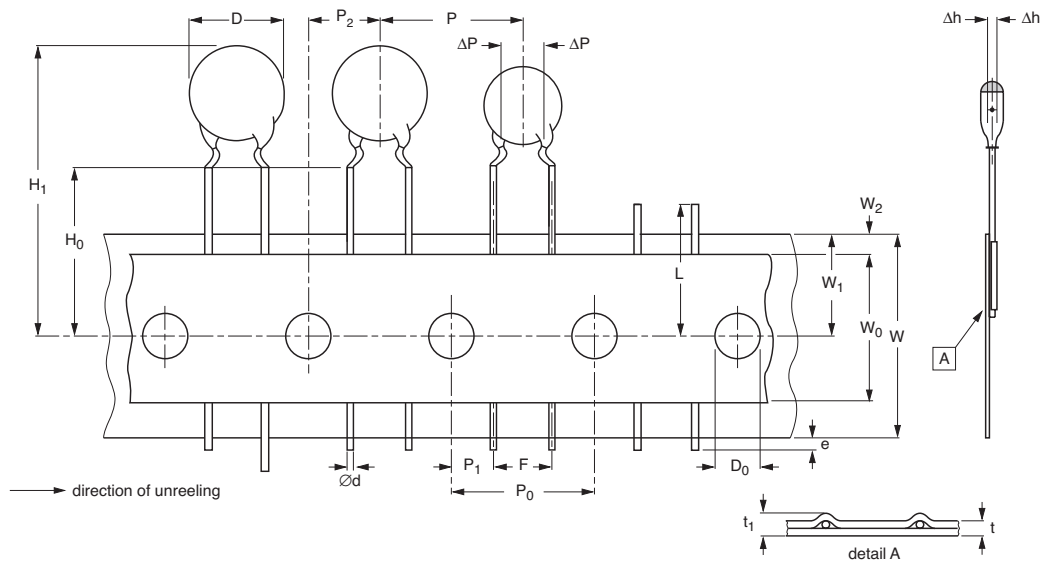 D
P2
P
Δh
Δh
ΔP
ΔP
H1
H0
W2
L
W1
W0
W
A
e
P1
F
D0
Ød
P0
direction of unreeling
t1
t
detail A